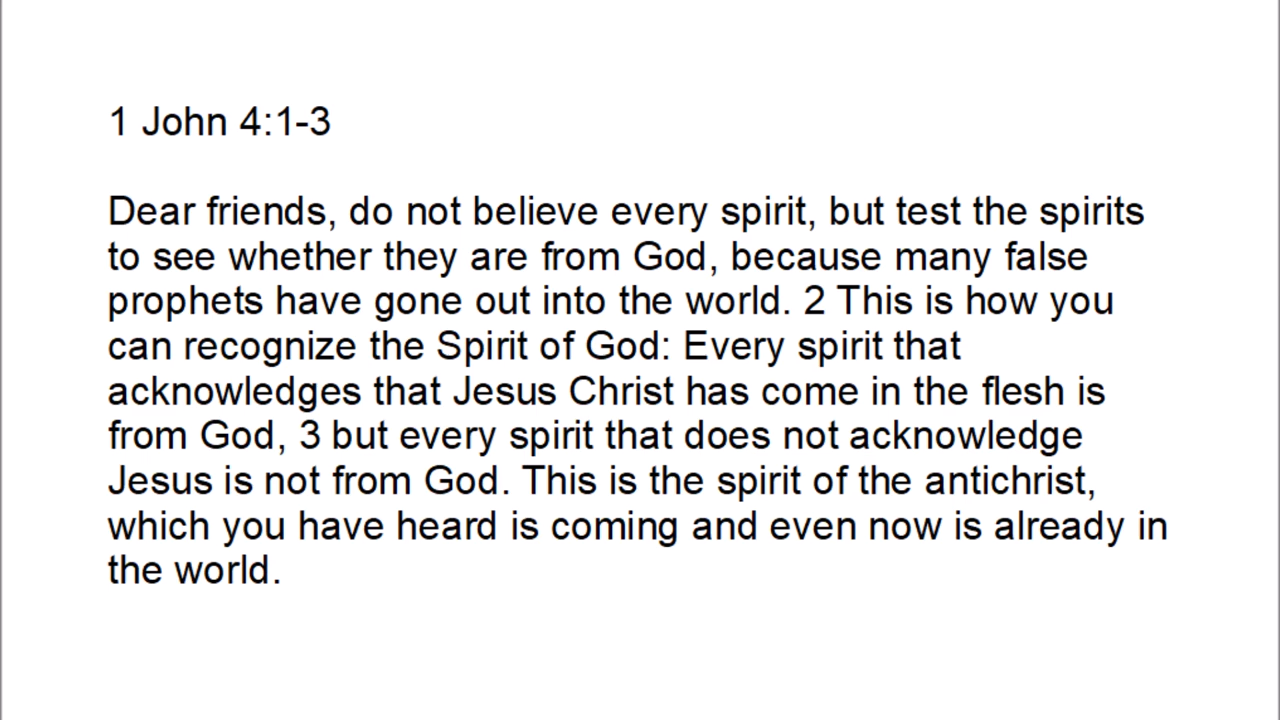 1 John 4:1-3
Dear friends, do not believe every spirit, but test the spirits
to see whether they are from God, because many false
prophets have gone out into the world. 2 This is how you
can recognize the Spirit of God: Every spirit that
acknowledges that Jesus Christ has come in the flesh is
from God, 3 but every spirit that does not acknowledge
Jesus is not from God. This is the spirit of the antichrist,
which you have heard is coming and even now is already in
the world.